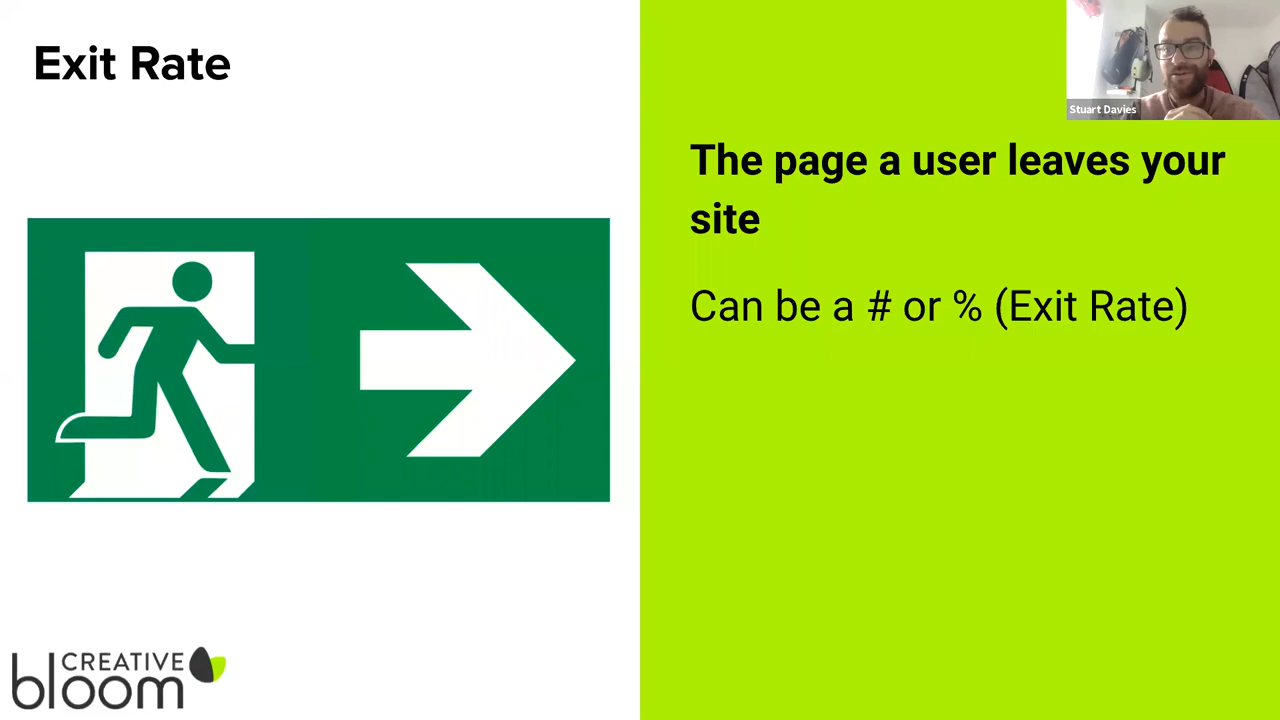 Exit Rate
Stuart Davies
The page a user leaves your
site
Can be a # or % (Exit Rate)
CREATIVE
bloom